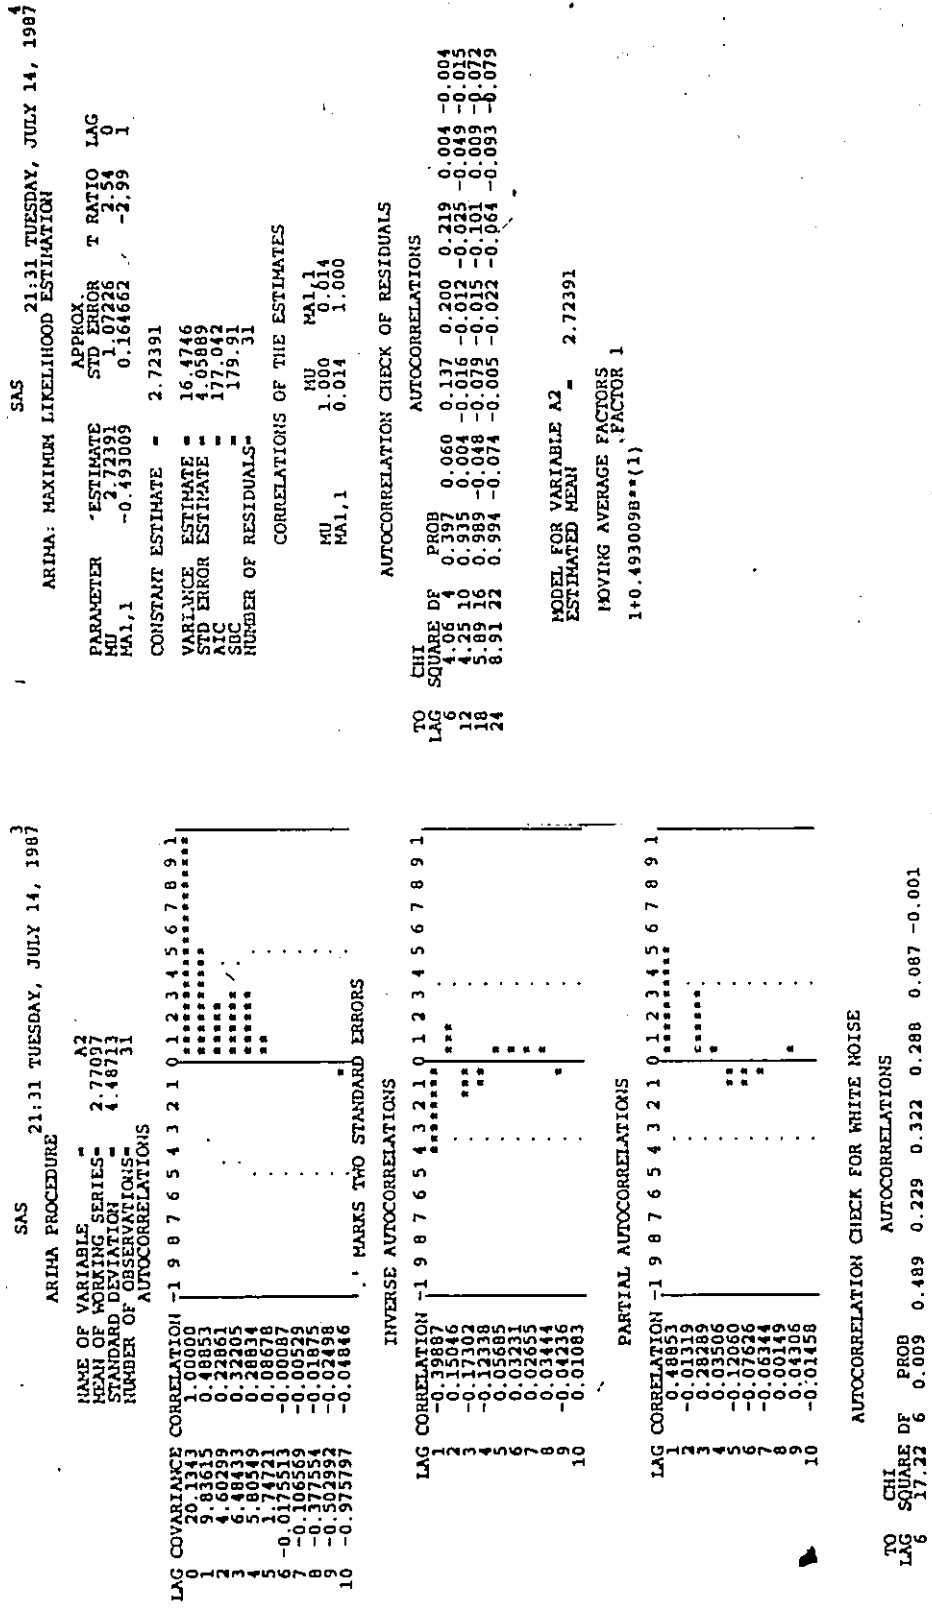 SAS 3
21:31 TUESDAY, JULY 14, 1987
ARIMA PROCEDURE
NAME OF VARIABLE = A2
MEAN OF WORKING SERIES= 2.77097
STANDARD DEVIATION = 4.48713
NUMBER OF OBSERVATIONS= 31
AUTOCORRELATIONS
LAG COVARIANCE CORRELATION -1 9 8 7 6 5 4 3 2 1 0 1 2 3 4 5 6 7 8 9 1
0 20.1343 1.00000 ********************
1 9.83615 0.48853 **********
2 4.60299 0.22861 *****
3 6.48433 0.32205 ******
4 5.80549 0.28834 ******
5 1.74721 0.08678 **
6 -0.0175513 -0.00087
7 -0.106569 -0.00529
8 -0.377554 -0.01875
9 -0.502992 -0.02498
10 -0.975797 -0.04846 *
'.' MARKS TWO STANDARD ERRORS
INVERSE AUTOCORRELATIONS
LAG CORRELATION -1 9 8 7 6 5 4 3 2 1 0 1 2 3 4 5 6 7 8 9 1
1 -0.39887 ********
2 0.15046 ***
3 -0.17302 ***
4 -0.12338 **
5 0.05685 *
6 0.03231 *
7 0.02655 *
8 0.03444 *
9 -0.04236 *
10 0.01083
PARTIAL AUTOCORRELATIONS
LAG CORRELATION -1 9 8 7 6 5 4 3 2 1 0 1 2 3 4 5 6 7 8 9 1
1 0.48853 **********
2 -0.01319
3 0.28289 ******
4 0.03506 *
5 -0.12060 **
6 -0.07626 **
7 -0.06344 *
8 0.00149
9 0.04306 *
10 -0.01458
AUTOCORRELATION CHECK FOR WHITE NOISE
TO CHI AUTOCORRELATIONS
LAG SQUARE DF PROB
6 17.22 6 0.009 0.489 0.229 0.322 0.288 0.087 -0.001
SAS 4
21:31 TUESDAY, JULY 14, 1987
ARIMA: MAXIMUM LIKELIHOOD ESTIMATION
APPROX.
PARAMETER ESTIMATE STD ERROR T RATIO LAG
MU 2.72391 1.07226 2.54 0
MA1,1 -0.493009 0.164662 -2.99 1
CONSTANT ESTIMATE = 2.72391
VARIANCE ESTIMATE = 16.4746
STD ERROR ESTIMATE = 4.05889
AIC = 177.042
SBC = 179.91
NUMBER OF RESIDUALS= 31
CORRELATIONS OF THE ESTIMATES
MU MA1,1
MU 1.000 0.014
MA1,1 0.014 1.000
AUTOCORRELATION CHECK OF RESIDUALS
TO CHI AUTOCORRELATIONS
LAG SQUARE DF PROB
6 4.06 4 0.397 0.060 0.137 0.200 0.219 0.004 -0.004
12 4.25 10 0.935 0.004 -0.016 -0.012 -0.025 -0.049 -0.015
18 5.89 16 0.989 -0.048 -0.079 -0.015 -0.101 0.009 -0.072
24 8.91 22 0.994 -0.074 -0.005 -0.022 -0.064 -0.093 -0.079
MODEL FOR VARIABLE A2
ESTIMATED MEAN = 2.72391
MOVING AVERAGE FACTORS
FACTOR 1
1+0.493009B**(1)